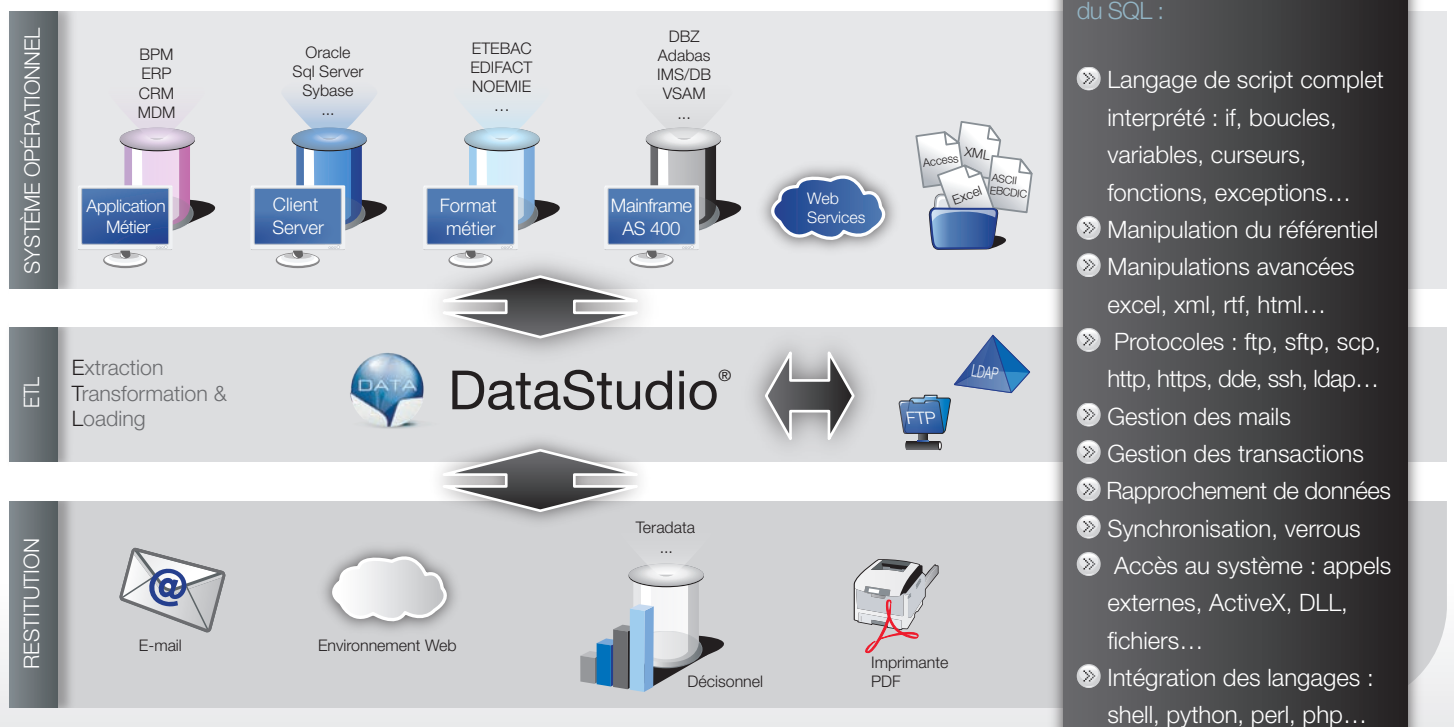 SYSTÈME OPÉRATIONNEL
BPM
ERP
CRM
MDM
Application
Métier
Oracle
Sql Server
Sybase
...
Client
Server
ETEBAC
EDIFACT
NOEMIE
...
Format
métier
DBZ
Adabas
IMS/DB
VSAM
...
Mainframe
AS 400
Web
Services
Access
XML
Excel
ASCII
EBCDIC
ETL
Extraction
Transformation &
Loading
DATA
DataStudio®
LDAP
FTP
RESTITUTION
@
E-mail
Environnement Web
Teradata
...
Décisonnel
Imprimante
PDF
du SQL :
Langage de script complet
interprété : if, boucles,
variables, curseurs,
fonctions, exceptions…
Manipulation du référentiel
Manipulations avancées
excel, xml, rtf, html…
Protocoles : ftp, sftp, scp,
http, https, dde, ssh, ldap…
Gestion des mails
Gestion des transactions
Rapprochement de données
Synchronisation, verrous
Accès au système : appels
externes, ActiveX, DLL,
fichiers…
Intégration des langages :
shell, python, perl, php…